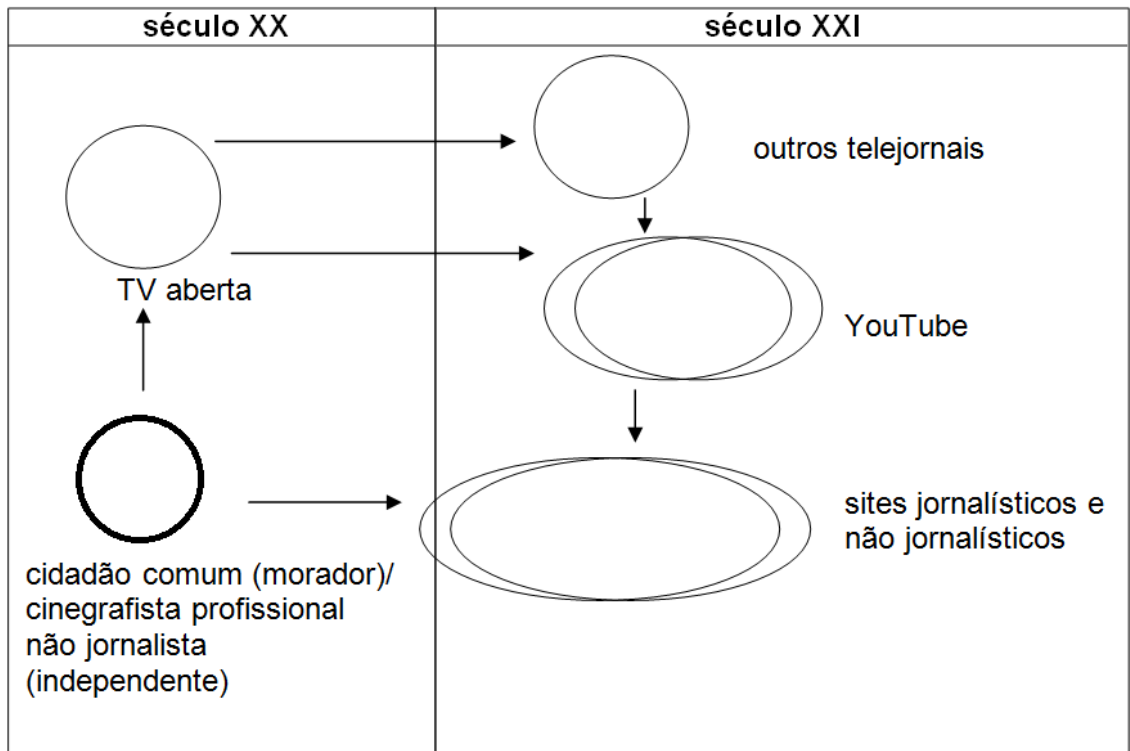 século XX
século XXI
outros telejornais
TV aberta
YouTube
sites jornalísticos e
não jornalísticos
cidadão comum (morador)/
cinegrafista profissional
não jornalista
(independente)